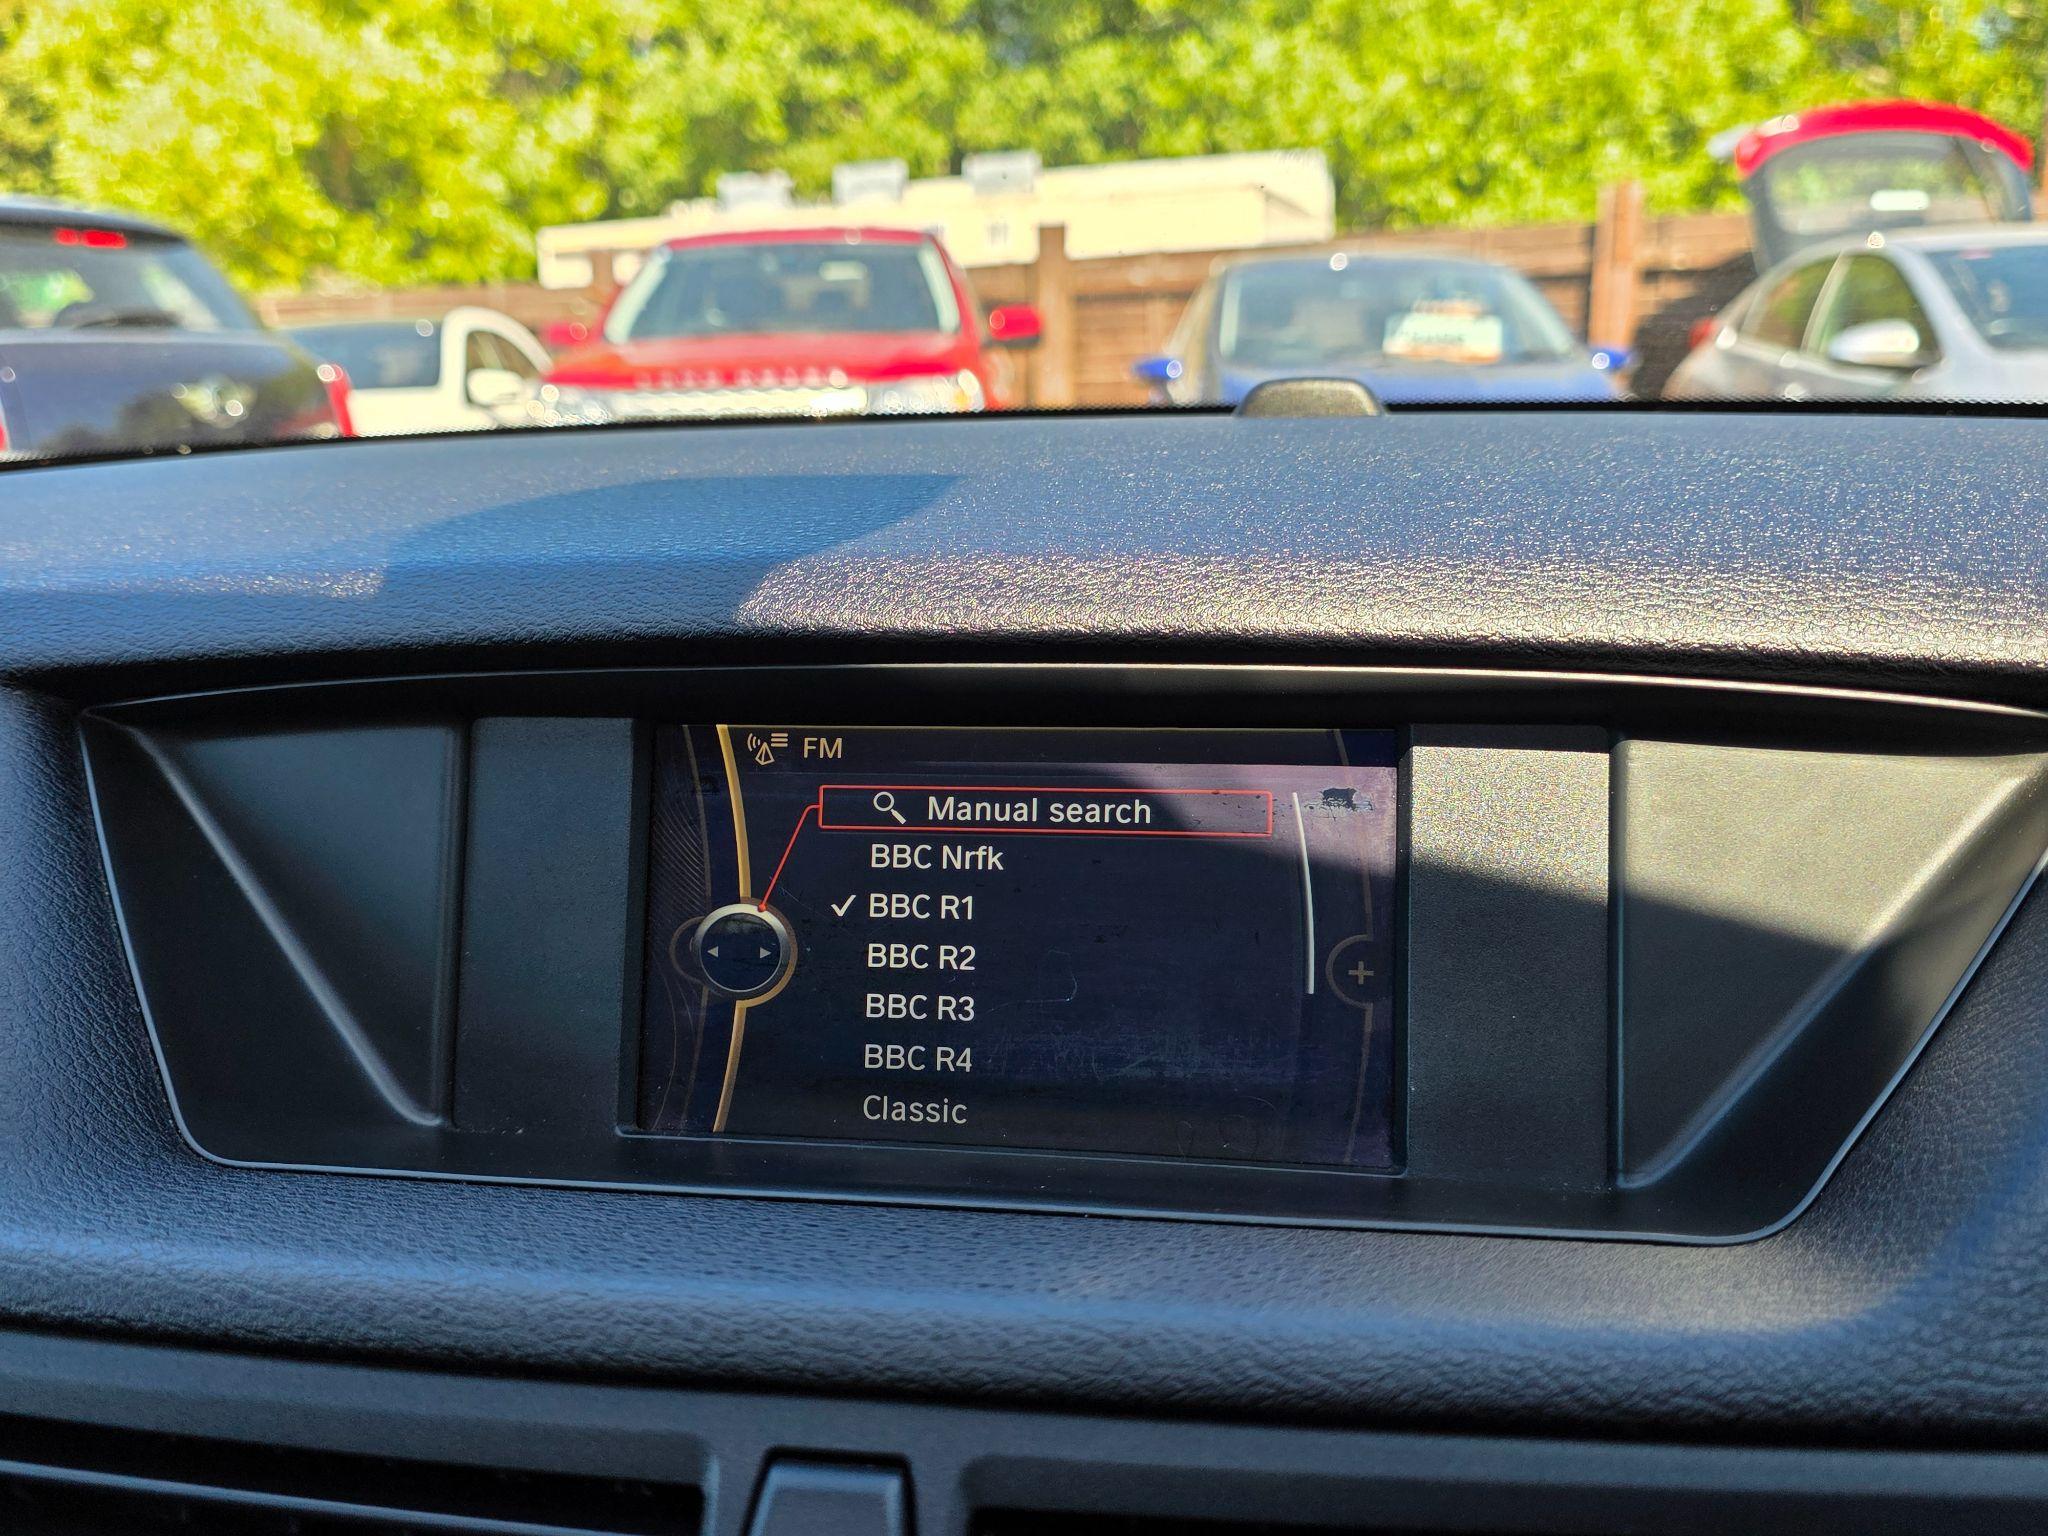 FM
Manual search
BBC Nrfk
✓ BBC R1
BBC R2
BBC R3
BBC R4
Classic